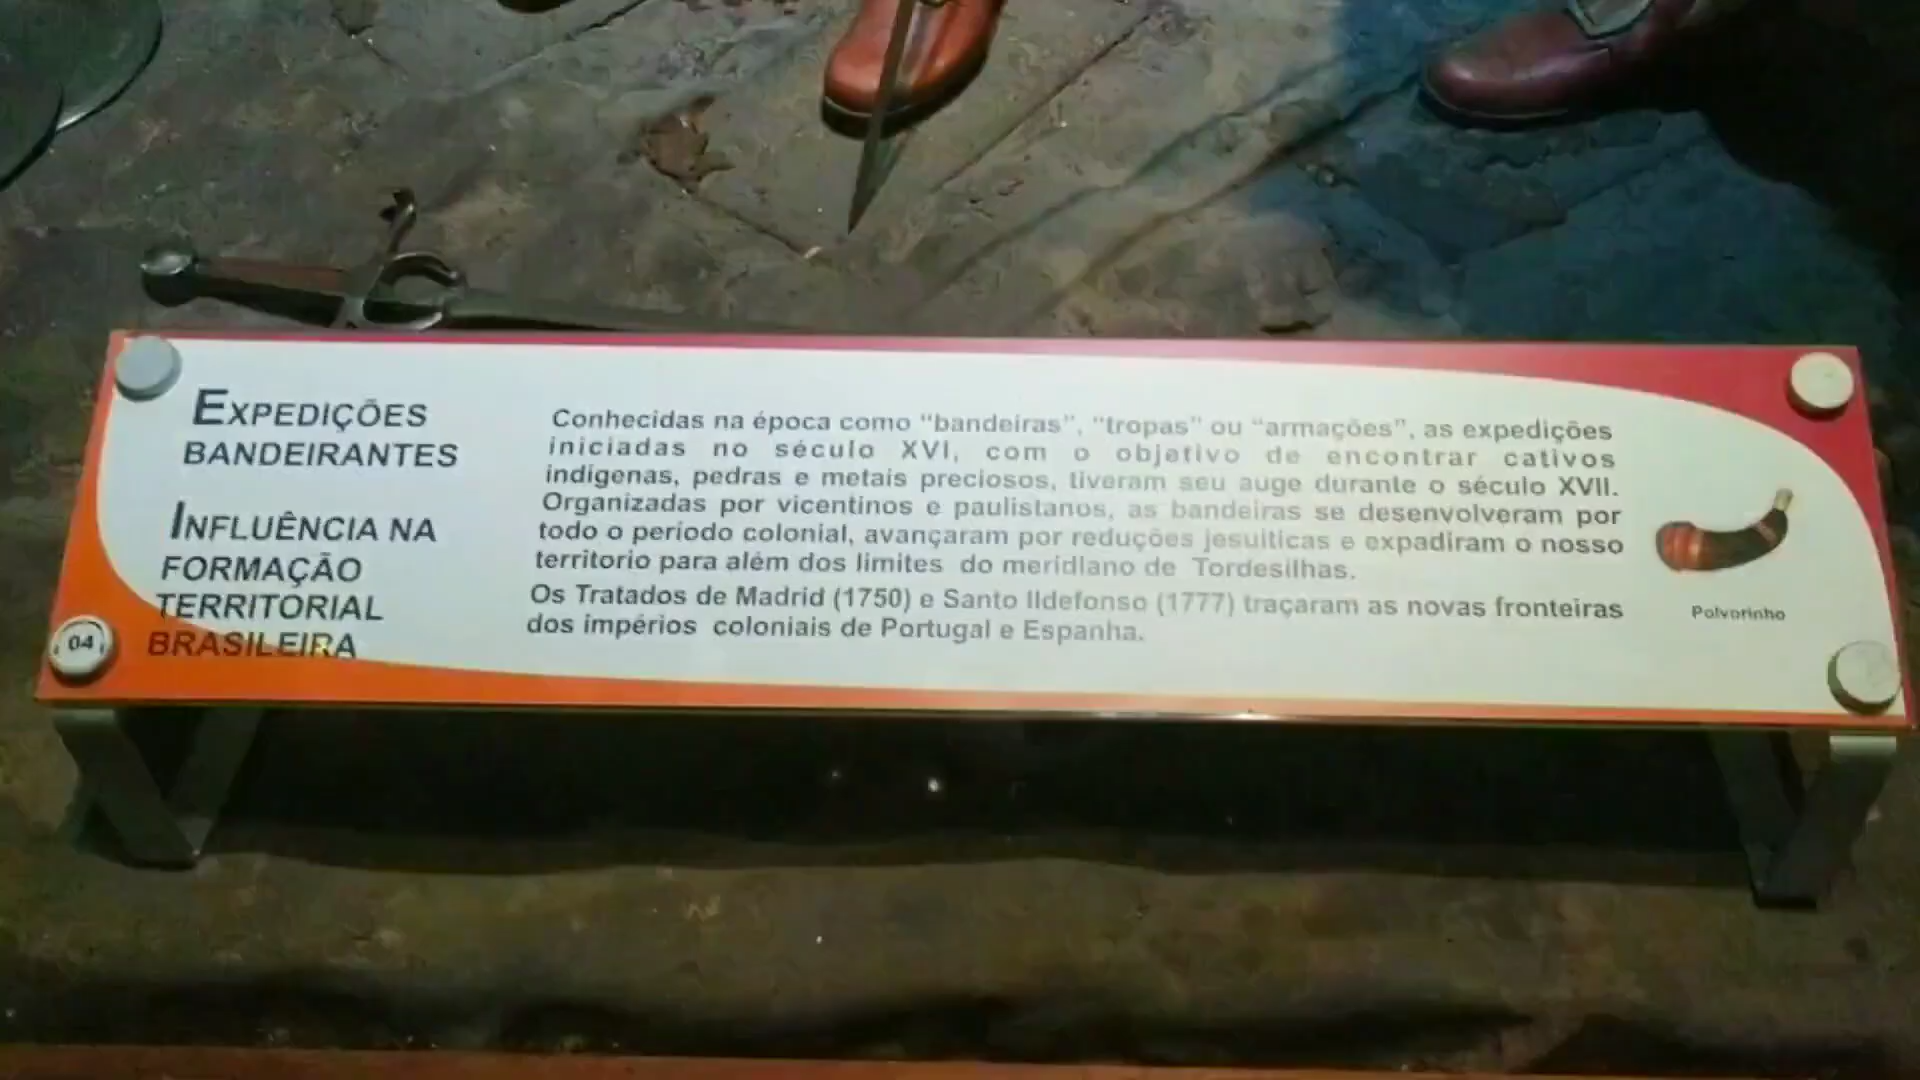 EXPEDIÇÕES
BANDEIRANTES
INFLUÊNCIA NA
FORMAÇÃO
TERRITORIAL
BRASILEIRA
04
Conhecidas na época como "bandeiras", "tropas" ou "armações", as expedições
iniciadas no século XVI, com o objetivo de encontrar cativos
indígenas, pedras e metais preciosos, tiveram seu auge durante o século XVII.
Organizadas por vicentinos e paulistanos, as bandeiras se desenvolveram por
todo o período colonial, avançaram por reduções jesuíticas e expadiram o nosso
territorio para além dos limites do meridiano de Tordesilhas.
Os Tratados de Madrid (1750) e Santo Ildefonso (1777) traçaram as novas fronteiras
dos impérios coloniais de Portugal e Espanha.
Polvorinho